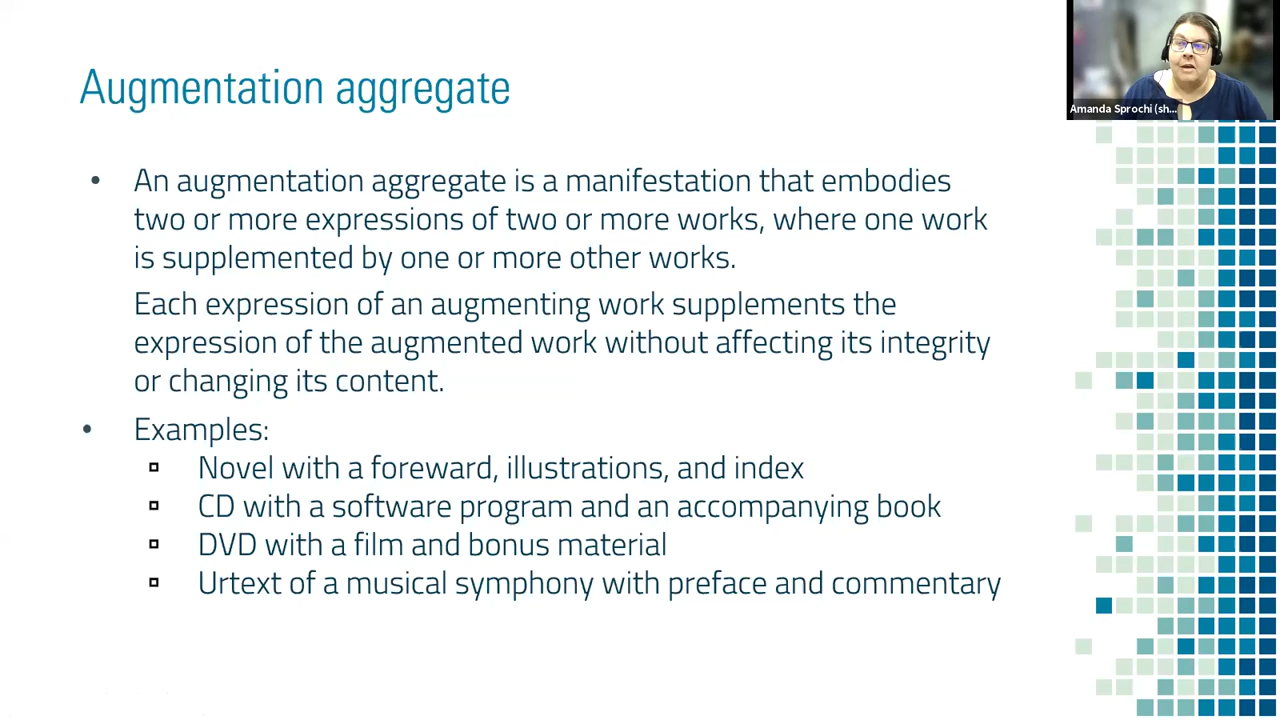 Augmentation aggregate
Amanda Sprochi (sh...
• An augmentation aggregate is a manifestation that embodies
two or more expressions of two or more works, where one work
is supplemented by one or more other works.
Each expression of an augmenting work supplements the
expression of the augmented work without affecting its integrity
or changing its content.
• Examples:
▫ Novel with a foreward, illustrations, and index
▫ CD with a software program and an accompanying book
▫ DVD with a film and bonus material
▫ Urtext of a musical symphony with preface and commentary